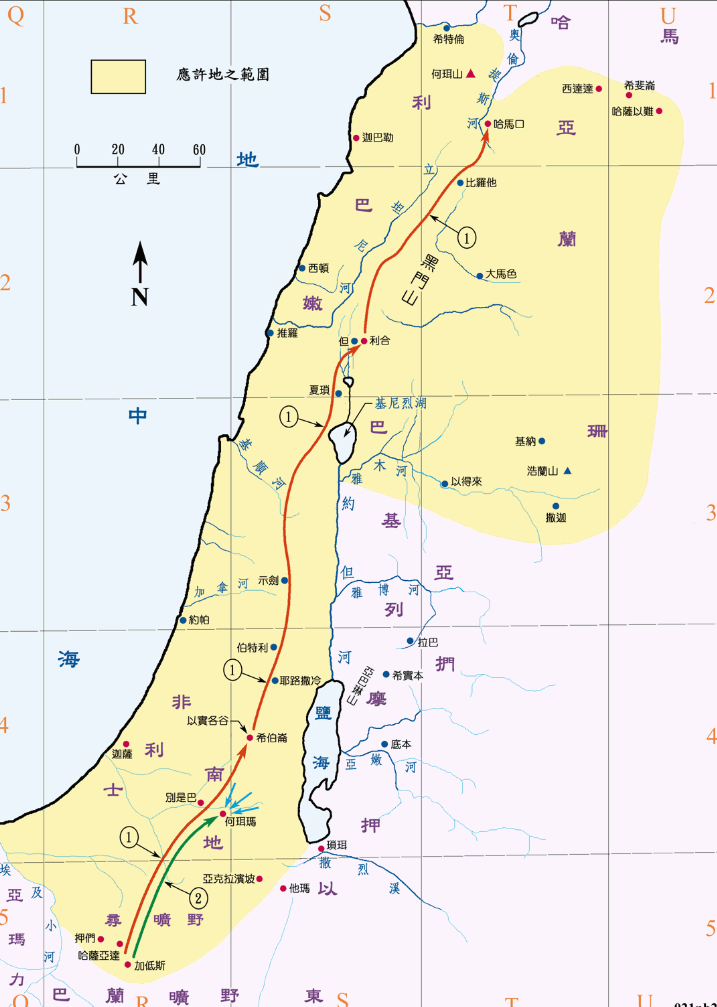 Q R S T U
應許地之範圍
0 20 40 60
公里
N
1
2
3
4
5
1
2
3
4
5
地
中
海
希特倫
何珥山
奧倫提斯河
哈
馬
利
亞
蘭
西達達
希斐崙
哈薩以難
哈馬口
迦巴勒
立坦尼河
比羅他
巴
①
黑門山
大馬色
西頓
嫩
推羅
但
利合
夏瑣
①
基尼烈湖
巴
珊
基納
浩蘭山
以得來
撒迦
基順河
雅木河
約但河
基
列
亞
捫
示劍
加拿河
雅博河
約帕
伯特利
拉巴
①
耶路撒冷
希實本
亞巴琳山
摩
押
以實各谷
希伯崙
鹽海
底本
亞嫩河
非
利
士
迦薩
南
地
別是巴
何珥瑪
①
②
瑣珥
撒烈溪
亞克拉濱坡
他瑪
以
東
埃及小河
亞
瑪
力
尋曠野
押們
哈薩亞達
加低斯
巴蘭曠野
Q R S T U